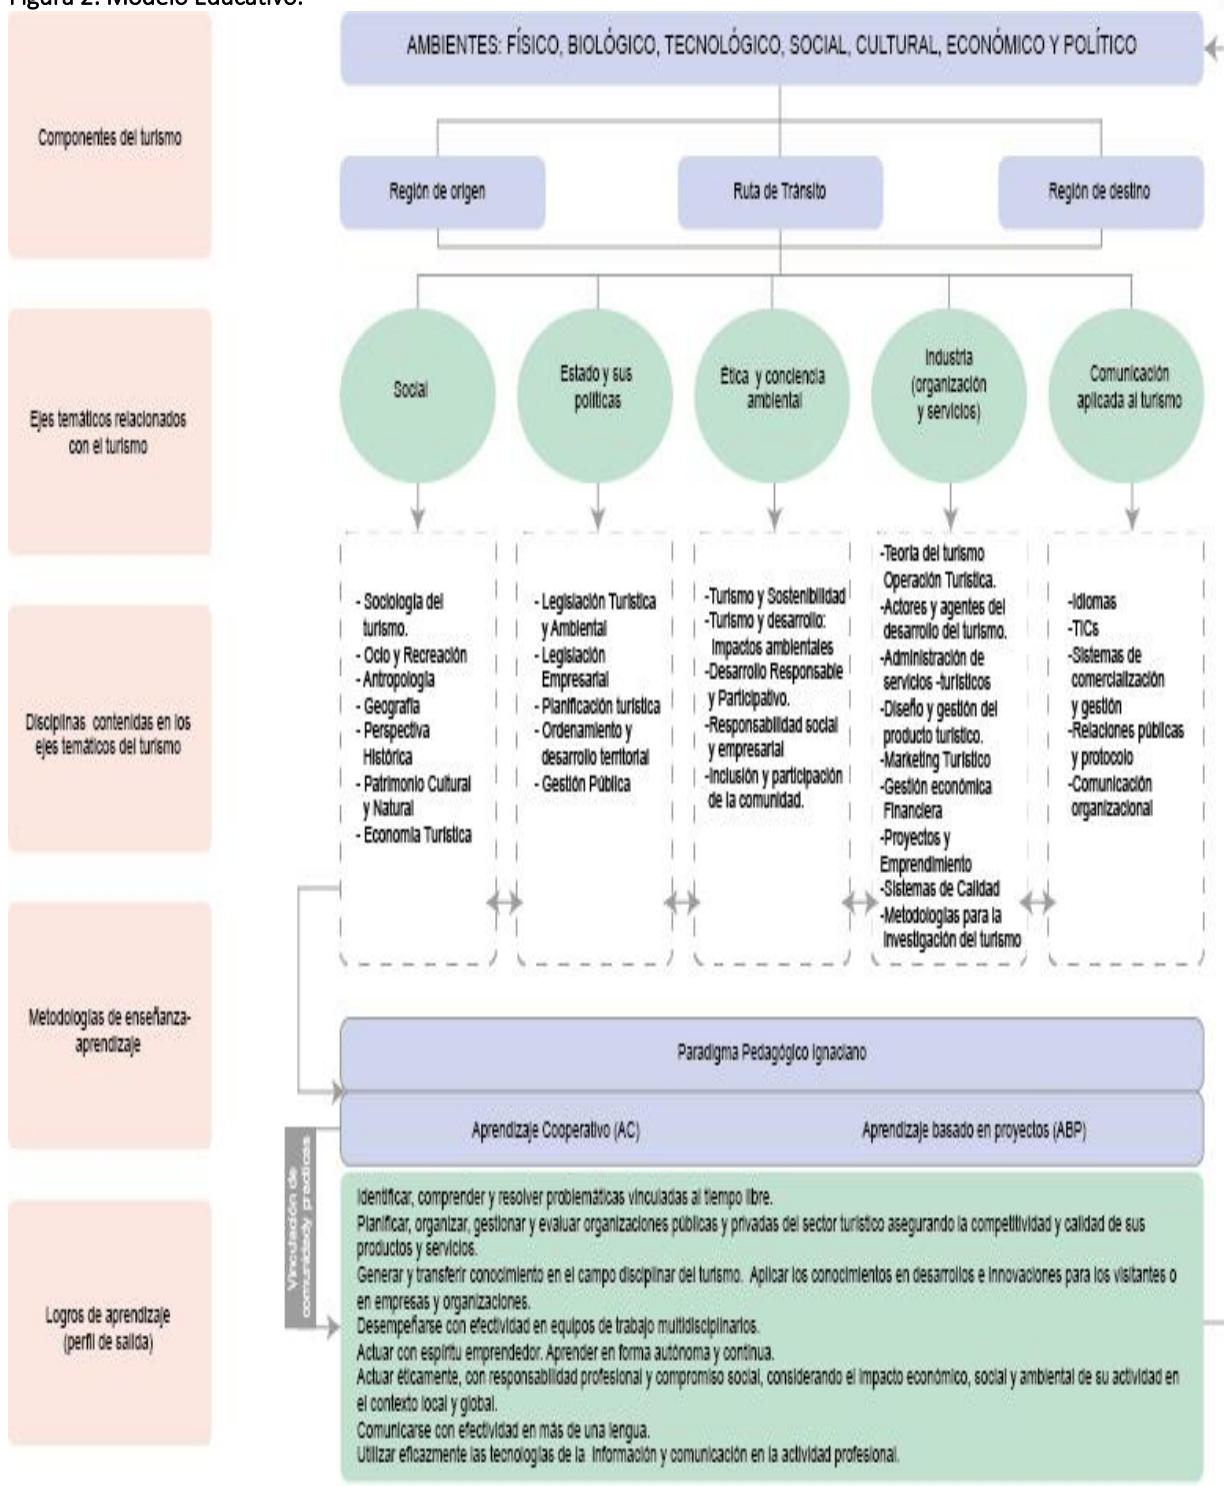 Figura 2. Modelo Educativo.
AMBIENTES: FÍSICO, BIOLÓGICO, TECNOLÓGICO, SOCIAL, CULTURAL, ECONÓMICO Y POLÍTICO
Componentes del turismo
Región de origen
Ruta de Tránsito
Región de destino
Ejes temáticos relacionados
con el turismo
Social
Estado y sus
políticas
Ética y conciencia
ambiental
Industria
(organización
y servicios)
Comunicación
aplicada al turismo
Disciplinas contenidas en los
ejes temáticos del turismo
- Sociología del
turismo.
- Ocio y Recreación
- Antropología
- Geografía
- Perspectiva
Histórica
- Patrimonio Cultural
y Natural
- Economía Turística
- Legislación Turística
y Ambiental
- Legislación
Empresarial
- Planificación turística
- Ordenamiento y
desarrollo territorial
- Gestión Pública
-Turismo y Sostenibilidad
-Turismo y desarrollo:
Impactos ambientales
-Desarrollo Responsable
y Participativo.
-Responsabilidad social
y empresarial
-Inclusión y participación
de la comunidad.
-Teoría del turismo
Operación Turística.
-Actores y agentes del
desarrollo del turismo.
-Administración de
servicios -turísticos
-Diseño y gestión del
producto turístico.
-Marketing Turístico
-Gestión económica
Financiera
-Proyectos y
Emprendimiento
-Sistemas de Calidad
-Metodologías para la
Investigación del turismo
-Idiomas
-TICs
-Sistemas de
comercialización
y gestión
-Relaciones públicas
y protocolo
-Comunicación
organizacional
Metodologías de enseñanza-
aprendizaje
Paradigma Pedagógico Ignaciano
Aprendizaje Cooperativo (AC)
Aprendizaje basado en proyectos (ABP)
Vinculación de
comunidad y practicas
Logros de aprendizaje
(perfil de salida)
Identificar, comprender y resolver problemáticas vinculadas al tiempo libre.
Planificar, organizar, gestionar y evaluar organizaciones públicas y privadas del sector turístico asegurando la competitividad y calidad de sus
productos y servicios.
Generar y transferir conocimiento en el campo disciplinar del turismo. Aplicar los conocimientos en desarrollos e innovaciones para los visitantes o
en empresas y organizaciones.
Desempeñarse con efectividad en equipos de trabajo multidisciplinarios.
Actuar con espíritu emprendedor. Aprender en forma autónoma y continua.
Actuar éticamente, con responsabilidad profesional y compromiso social, considerando el impacto económico, social y ambiental de su actividad en
el contexto local y global.
Comunicarse con efectividad en más de una lengua.
Utilizar eficazmente las tecnologías de la información y comunicación en la actividad profesional.